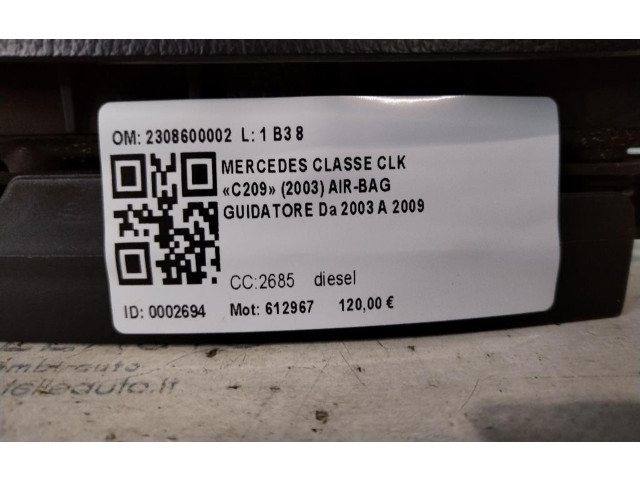 OM: 2308600002 L: 1 B3 8
MERCEDES CLASSE CLK
«C209» (2003) AIR-BAG
GUIDATORE Da 2003 A 2009
CC:2685 diesel
ID: 0002694 Mot: 612967 120,00 €